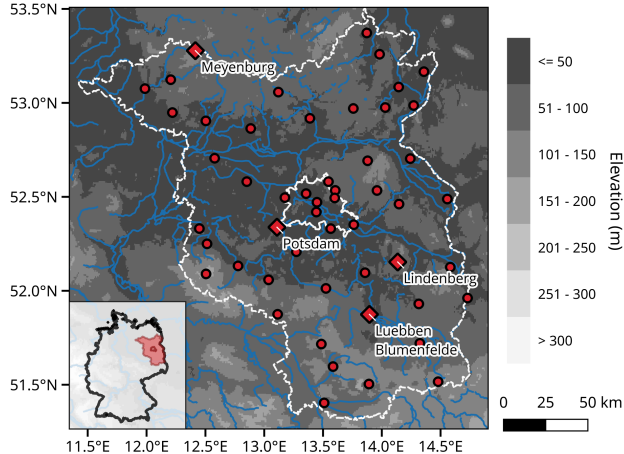 53.5°N
53.0°N
52.5°N
52.0°N
51.5°N
11.5°E 12.0°E 12.5°E 13.0°E 13.5°E 14.0°E 14.5°E
Meyenburg
Potsdam
Lindenberg
Luebben
Blumenfelde
<= 50
51 - 100
101 - 150
151 - 200
201 - 250
251 - 300
> 300
Elevation (m)
0 25 50 km